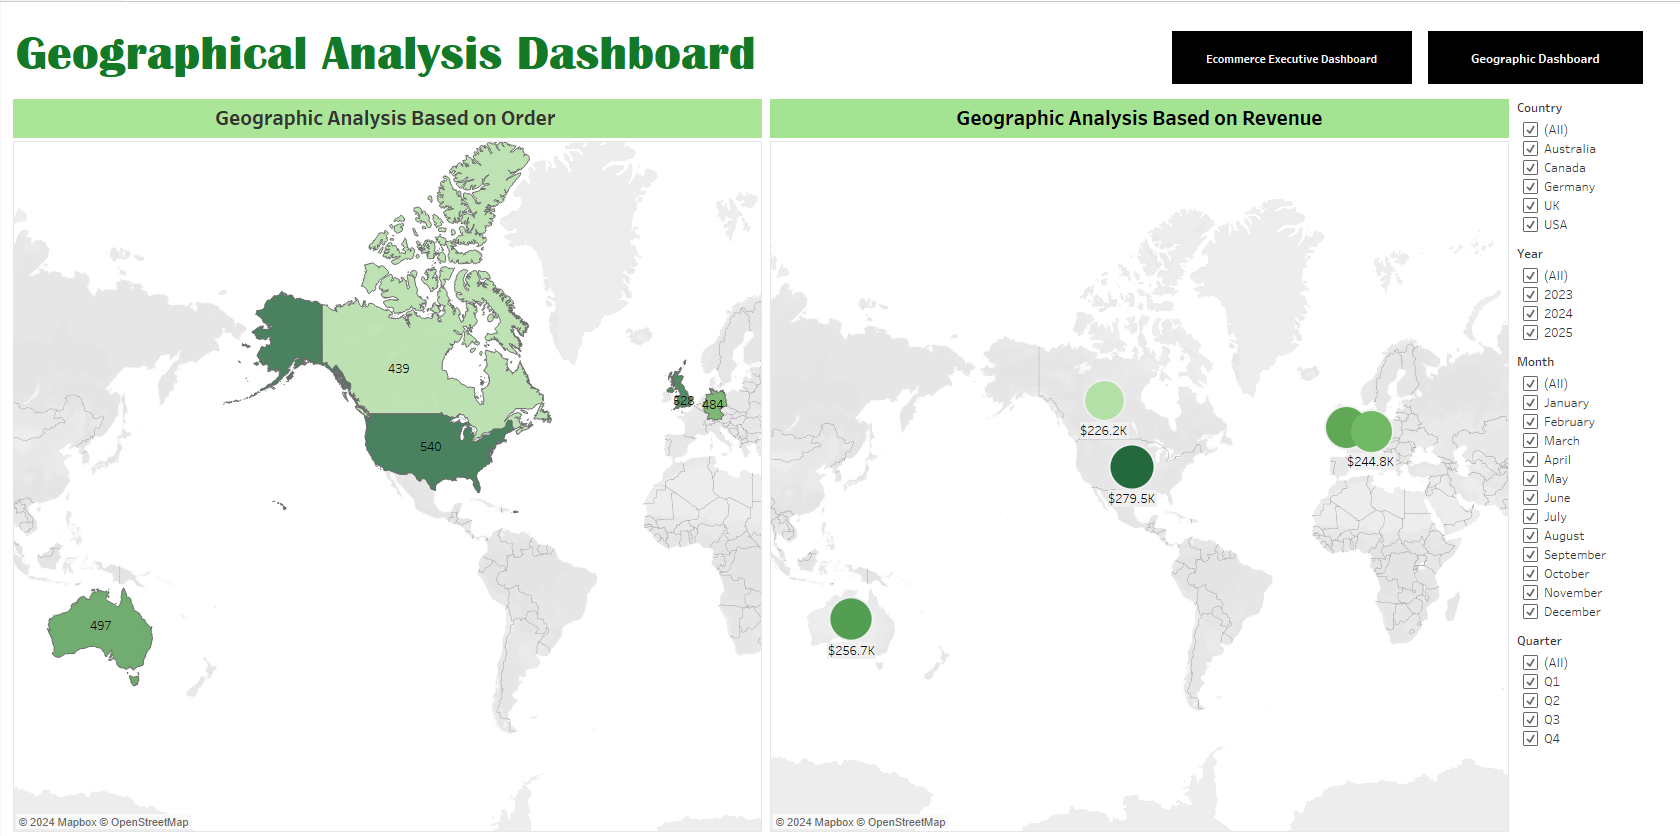 Geographical Analysis Dashboard
Ecommerce Executive Dashboard
Geographic Dashboard
Geographic Analysis Based on Order
439
540
528
484
497
© 2024 Mapbox © OpenStreetMap
Geographic Analysis Based on Revenue
$226.2K
$279.5K
$244.8K
$256.7K
© 2024 Mapbox © OpenStreetMap
Country
(All)
Australia
Canada
Germany
UK
USA
Year
(All)
2023
2024
2025
Month
(All)
January
February
March
April
May
June
July
August
September
October
November
December
Quarter
(All)
Q1
Q2
Q3
Q4